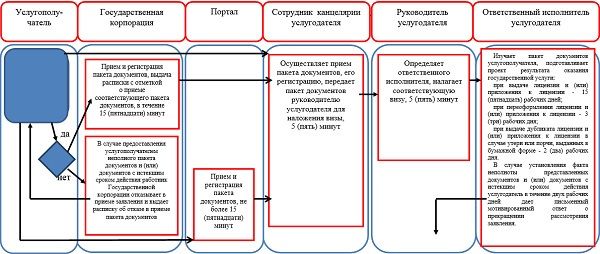 Услугополу-
чатель
Государственная
корпорация
Портал
Сотрудник канцелярии
услугодателя
Руководитель
услугодателя
Ответственный исполнитель
услугодателя
да
нет
Прием и регистрация
пакета документов, выдача
расписки с отметкой
о приеме
соответствующего пакета
документов, в течение
15 (пятнадцати) минут
В случае предоставления
услугополучателем
неполного пакета
документов и (или)
документов с истекшим
сроком действия работник
Государственной
корпорации отказывает в
приеме заявления и выдает
расписку об отказе в приеме
пакета документов
Прием и
регистрация
пакета
документов, не
более 15
(пятнадцати)
минут
Осуществляет прием
пакета документов, его
регистрацию, передает
пакет документов
руководителю
услугодателя для
наложения визы,
5 (пять) минут
Определяет
ответственного
исполнителя, налагает
соответствующую
визу, 5 (пять) минут
Изучает пакет документов
услугополучателя, подготавливает
проект результата оказания
государственной услуги:
при выдаче лицензии и (или)
приложения к лицензии - 15
(пятнадцать) рабочих дней;
при переоформлении лицензии и
(или) приложения к лицензии - 3
(три) рабочих дня;
при выдаче дубликата лицензии и
(или) приложения к лицензии в
случае утери или порчи, выданных в
бумажной форме - 2 (два) рабочих
дня.
В случае установления факта
неполноты представленных
документов и (или) документов с
истекшим сроком действия
услугодатель в течение двух рабочих
дней дает письменный
мотивированный ответ о
прекращении рассмотрения
заявления.